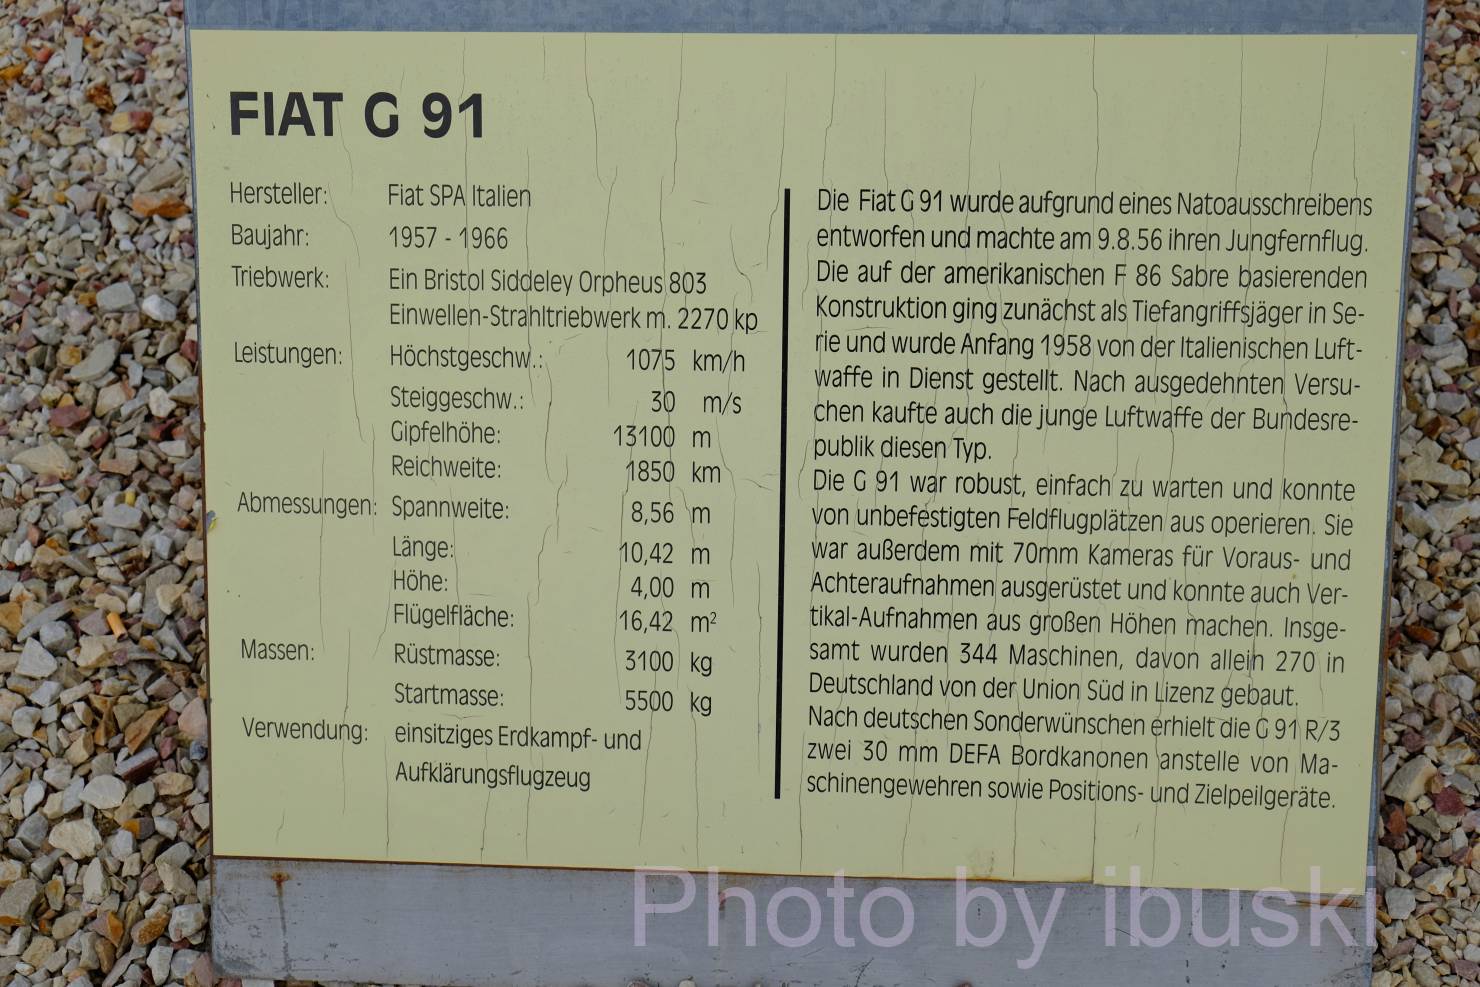 FIAT G 91
Hersteller: Fiat SPA Italien
Baujahr: 1957 - 1966
Triebwerk: Ein Bristol Siddeley Orpheus 803
Einwellen-Strahltriebwerk m. 2270 kp
Leistungen: Höchstgeschw.: 1075 km/h
Steiggeschw.: 30 m/s
Gipfelhöhe: 13100 m
Reichweite: 1850 km
Abmessungen: Spannweite: 8,56 m
Länge: 10,42 m
Höhe: 4,00 m
Flügelfläche: 16,42 m²
Massen: Rüstmasse: 3100 kg
Startmasse: 5500 kg
Verwendung: einsitziges Erdkampf- und
Aufklärungsflugzeug
Die Fiat G 91 wurde aufgrund eines Natoausschreibens
entworfen und machte am 9.8.56 ihren Jungfernflug.
Die auf der amerikanischen F 86 Sabre basierenden
Konstruktion ging zunächst als Tiefangriffsjäger in Se-
rie und wurde Anfang 1958 von der Italienischen Luft-
waffe in Dienst gestellt. Nach ausgedehnten Versu-
chen kaufte auch die junge Luftwaffe der Bundesre-
publik diesen Typ.
Die G 91 war robust, einfach zu warten und konnte
von unbefestigten Feldflugplätzen aus operieren. Sie
war außerdem mit 70mm Kameras für Voraus- und
Achteraufnahmen ausgerüstet und konnte auch Ver-
tikal-Aufnahmen aus großen Höhen machen. Insge-
samt wurden 344 Maschinen, davon allein 270 in
Deutschland von der Union Süd in Lizenz gebaut.
Nach deutschen Sonderwünschen erhielt die G 91 R/3
zwei 30 mm DEFA Bordkanonen anstelle von Ma-
schinengewehren sowie Positions- und Zielpeilgeräte.
Photo by ibuski